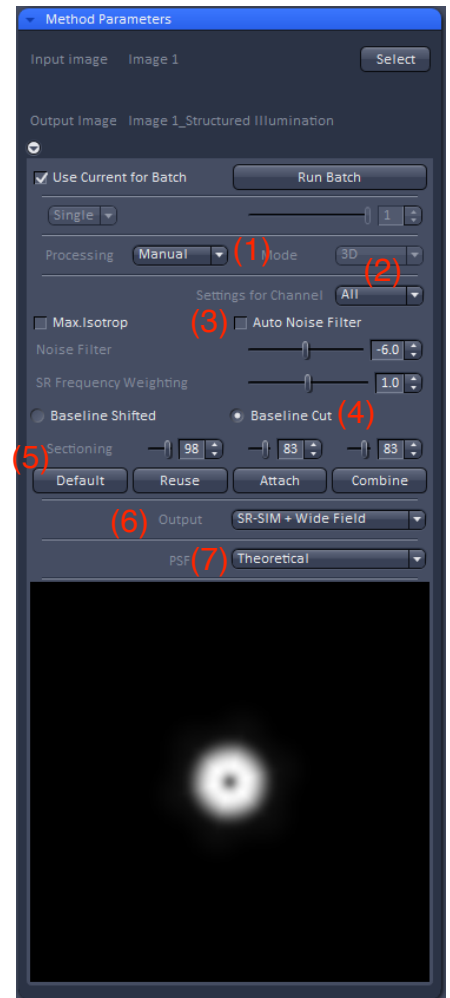 Method Parameters
Input image Image 1 Select
Output Image Image 1_Structured Illumination
Use Current for Batch Run Batch
Single 1
Processing Manual (1) Mode 3D
(2)
Settings for Channel All
Max.Isotrop (3) Auto Noise Filter
Noise Filter -6.0
SR Frequency Weighting 1.0
Baseline Shifted Baseline Cut (4)
(5) Sectioning 98 83 83
Default Reuse Attach Combine
(6) Output SR-SIM + Wide Field
PSF (7) Theoretical